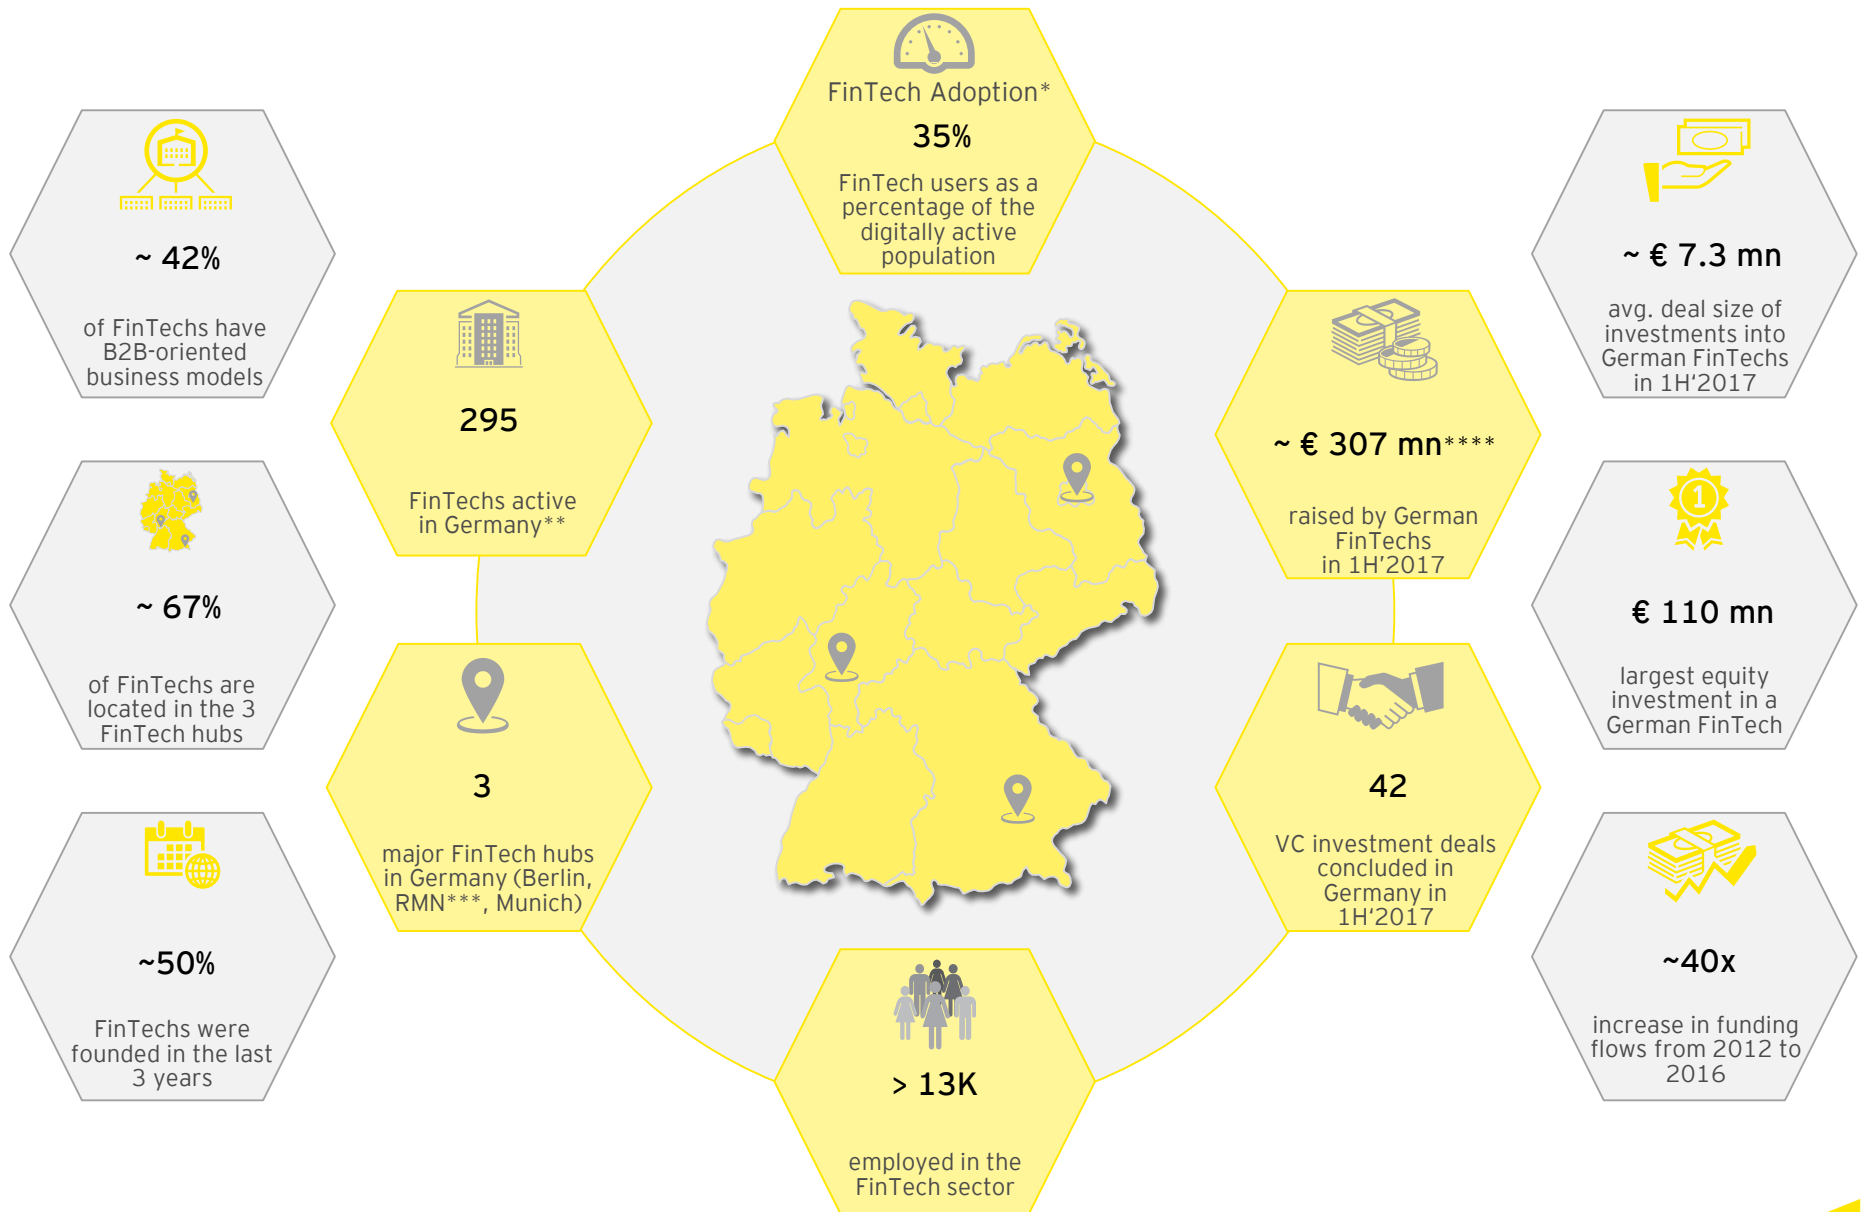 FinTech Adoption*
35%
FinTech users as a
percentage of the
digitally active
population
~ 42%
of FinTechs have
B2B-oriented
business models
295
FinTechs active
in Germany**
~ € 307 mn****
raised by German
FinTechs
in 1H’2017
~ € 7.3 mn
avg. deal size of
investments into
German FinTechs
in 1H‘2017
~ 67%
of FinTechs are
located in the 3
FinTech hubs
3
major FinTech hubs
in Germany (Berlin,
RMN***, Munich)
42
VC investment deals
concluded in
Germany in
1H‘2017
1
€ 110 mn
largest equity
investment in a
German FinTech
~50%
FinTechs were
founded in the last
3 years
> 13K
employed in the
FinTech sector
~40x
increase in funding
flows from 2012 to
2016